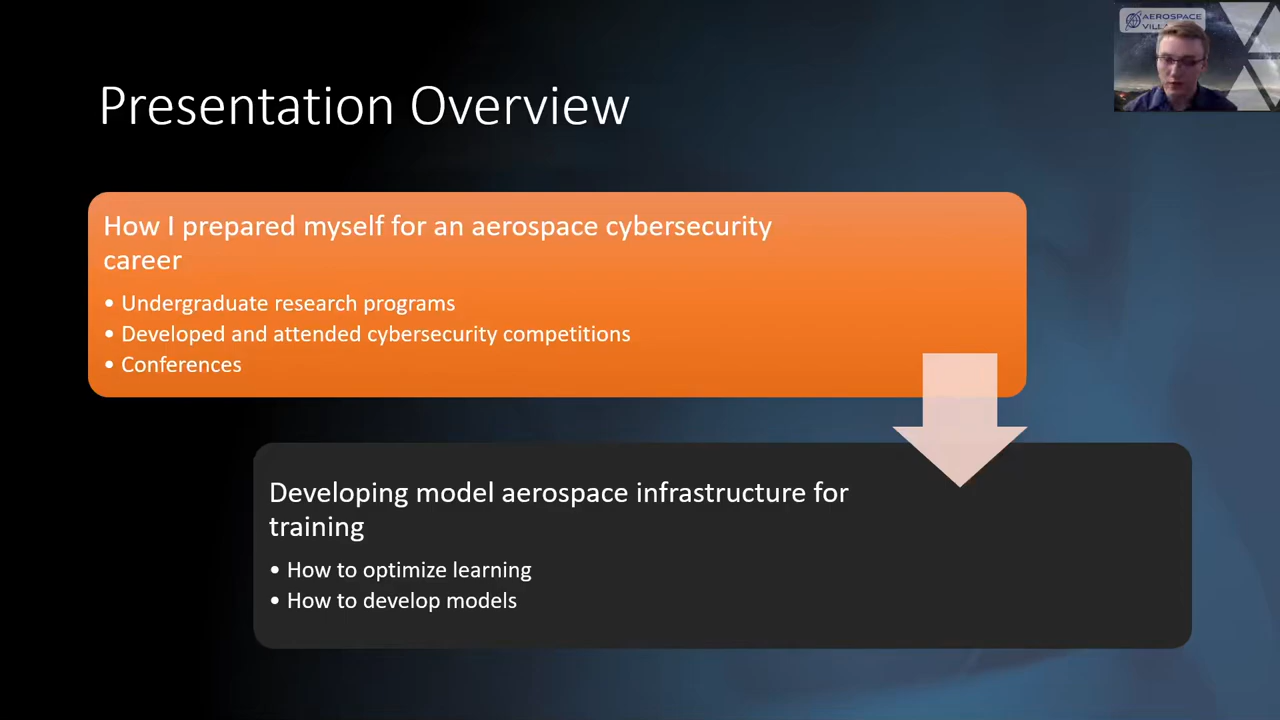 AEROSPACE
Presentation Overview
How I prepared myself for an aerospace cybersecurity
career
• Undergraduate research programs
• Developed and attended cybersecurity competitions
• Conferences
Developing model aerospace infrastructure for
training
• How to optimize learning
• How to develop models